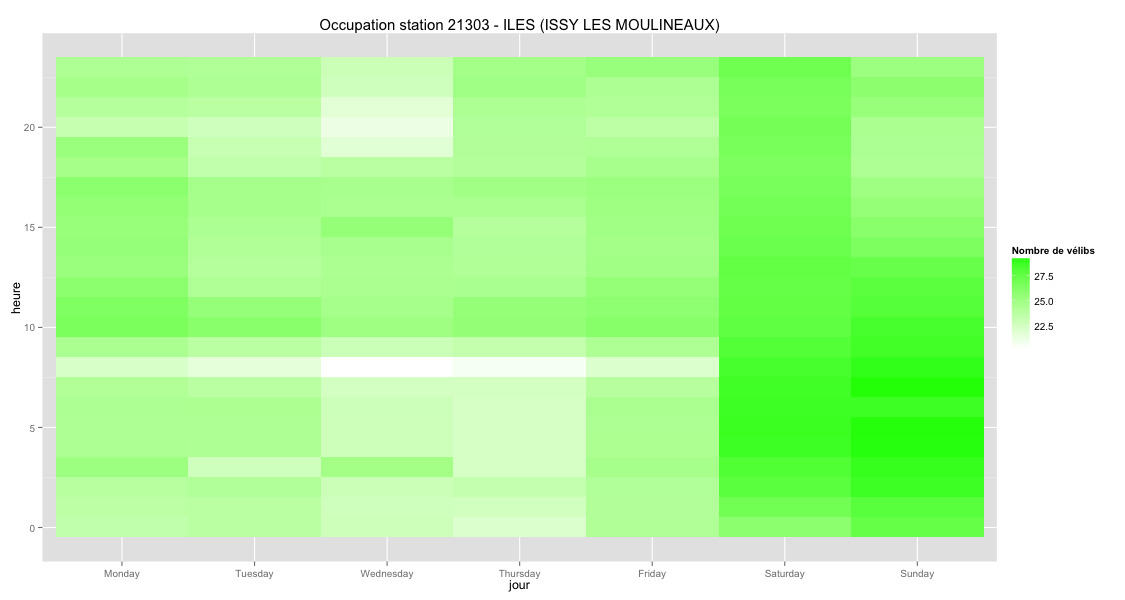 Occupation station 21303 - ILES (ISSY LES MOULINEAUX)
heure
20
15
10
5
0
Monday Tuesday Wednesday Thursday Friday Saturday Sunday
jour
Nombre de vélibs
27.5
25.0
22.5